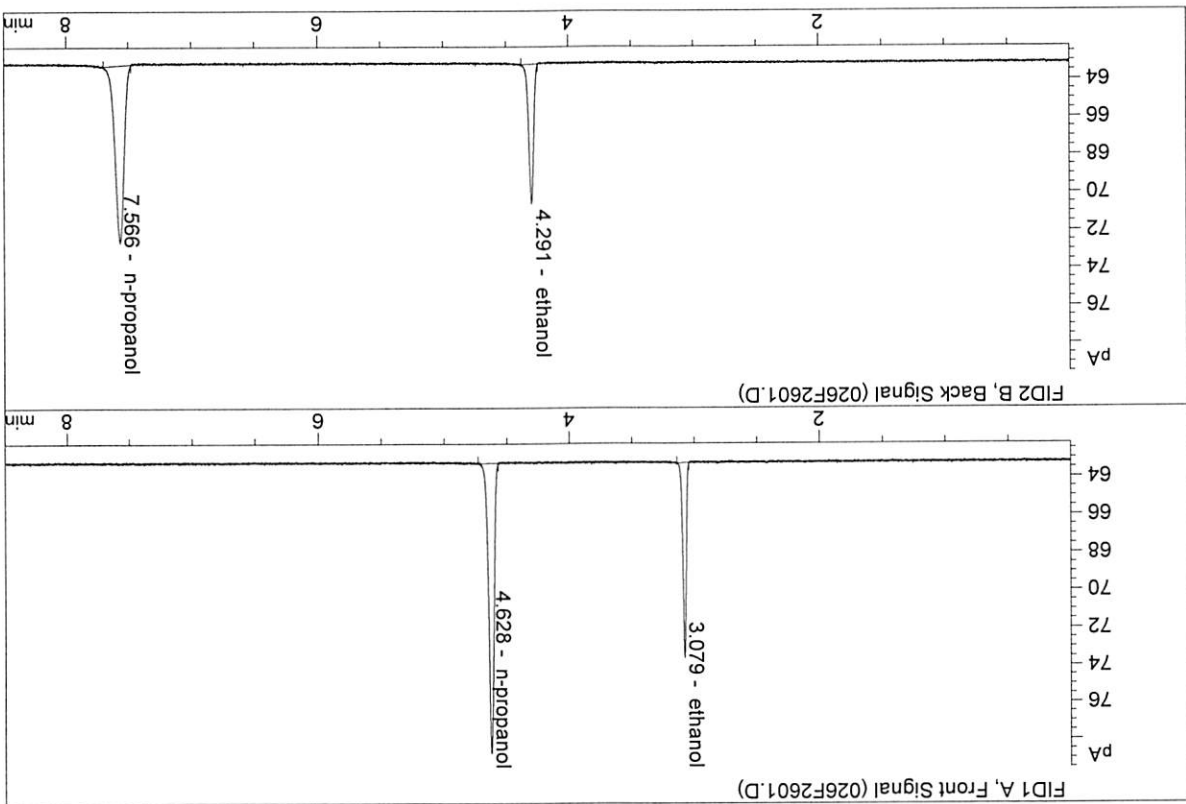 FID1 A, Front Signal (026F2601.D)
pA
76
74
72
70
68
66
64
3.079 - ethanol
4.628 - n-propanol
2
4
6
8
min
FID2 B, Back Signal (026F2601.D)
pA
76
74
72
70
68
66
64
4.291 - ethanol
7.566 - n-propanol
2
4
6
8
min